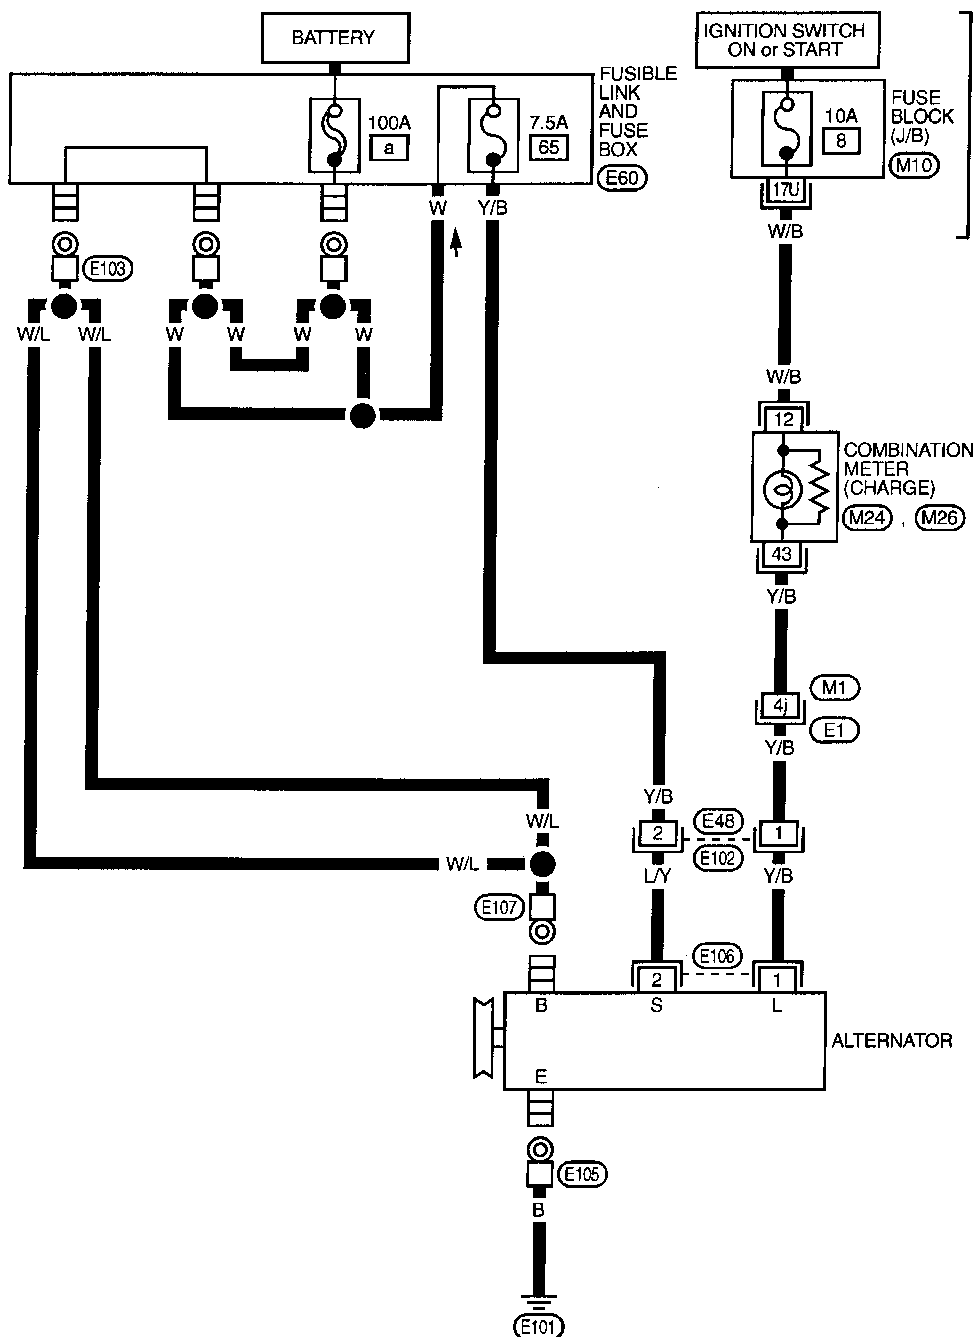 BATTERY
IGNITION SWITCH
ON or START
FUSIBLE
LINK
AND
FUSE
BOX
E60
100A
a
7.5A
65
10A
8
FUSE
BLOCK
(J/B)
M10
17U
W
Y/B
W/B
E103
W/L
W/L
W
W
W
W
W/B
12
COMBINATION
METER
(CHARGE)
M24 , M26
43
Y/B
4j
M1
E1
Y/B
Y/B
W/L
2
E48
1
E102
W/L
L/Y
Y/B
E107
E106
2
1
B
S
L
ALTERNATOR
E
E105
B
E101